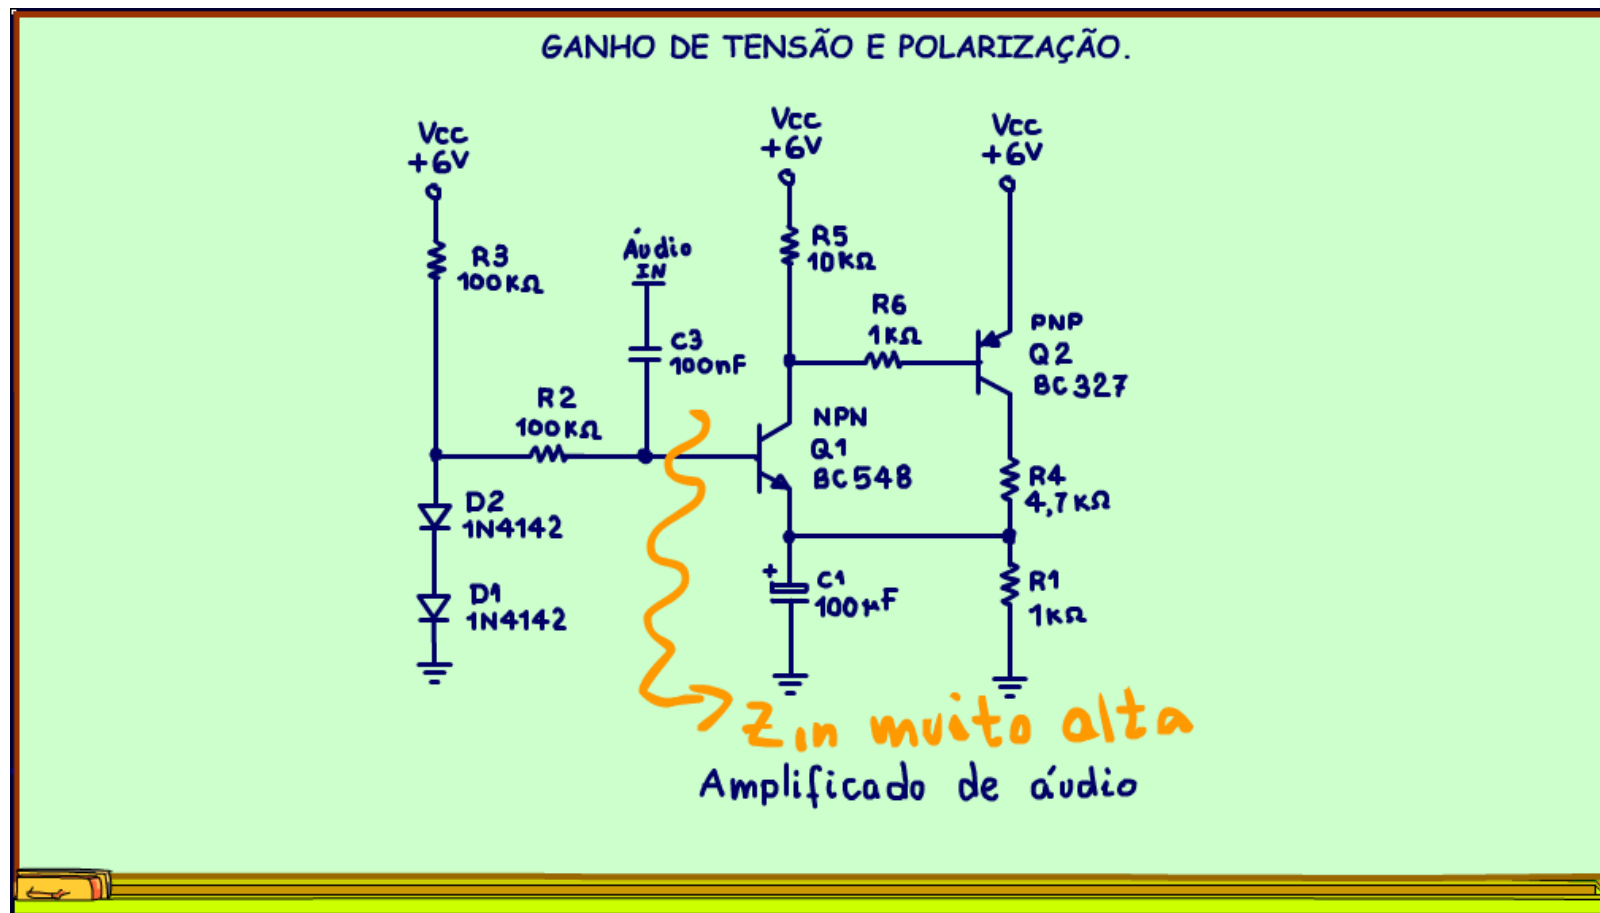 GANHO DE TENSÃO E POLARIZAÇÃO.
Vcc
+6V
R3
100KΩ
Áudio
IN
C3
100nF
R2
100KΩ
D2
1N4142
D1
1N4142
Vcc
+6V
R5
10KΩ
R6
1KΩ
NPN
Q1
BC548
+
C1
100µF
Vcc
+6V
PNP
Q2
BC327
R4
4,7KΩ
R1
1KΩ
Zin muito alta
Amplificado de áudio